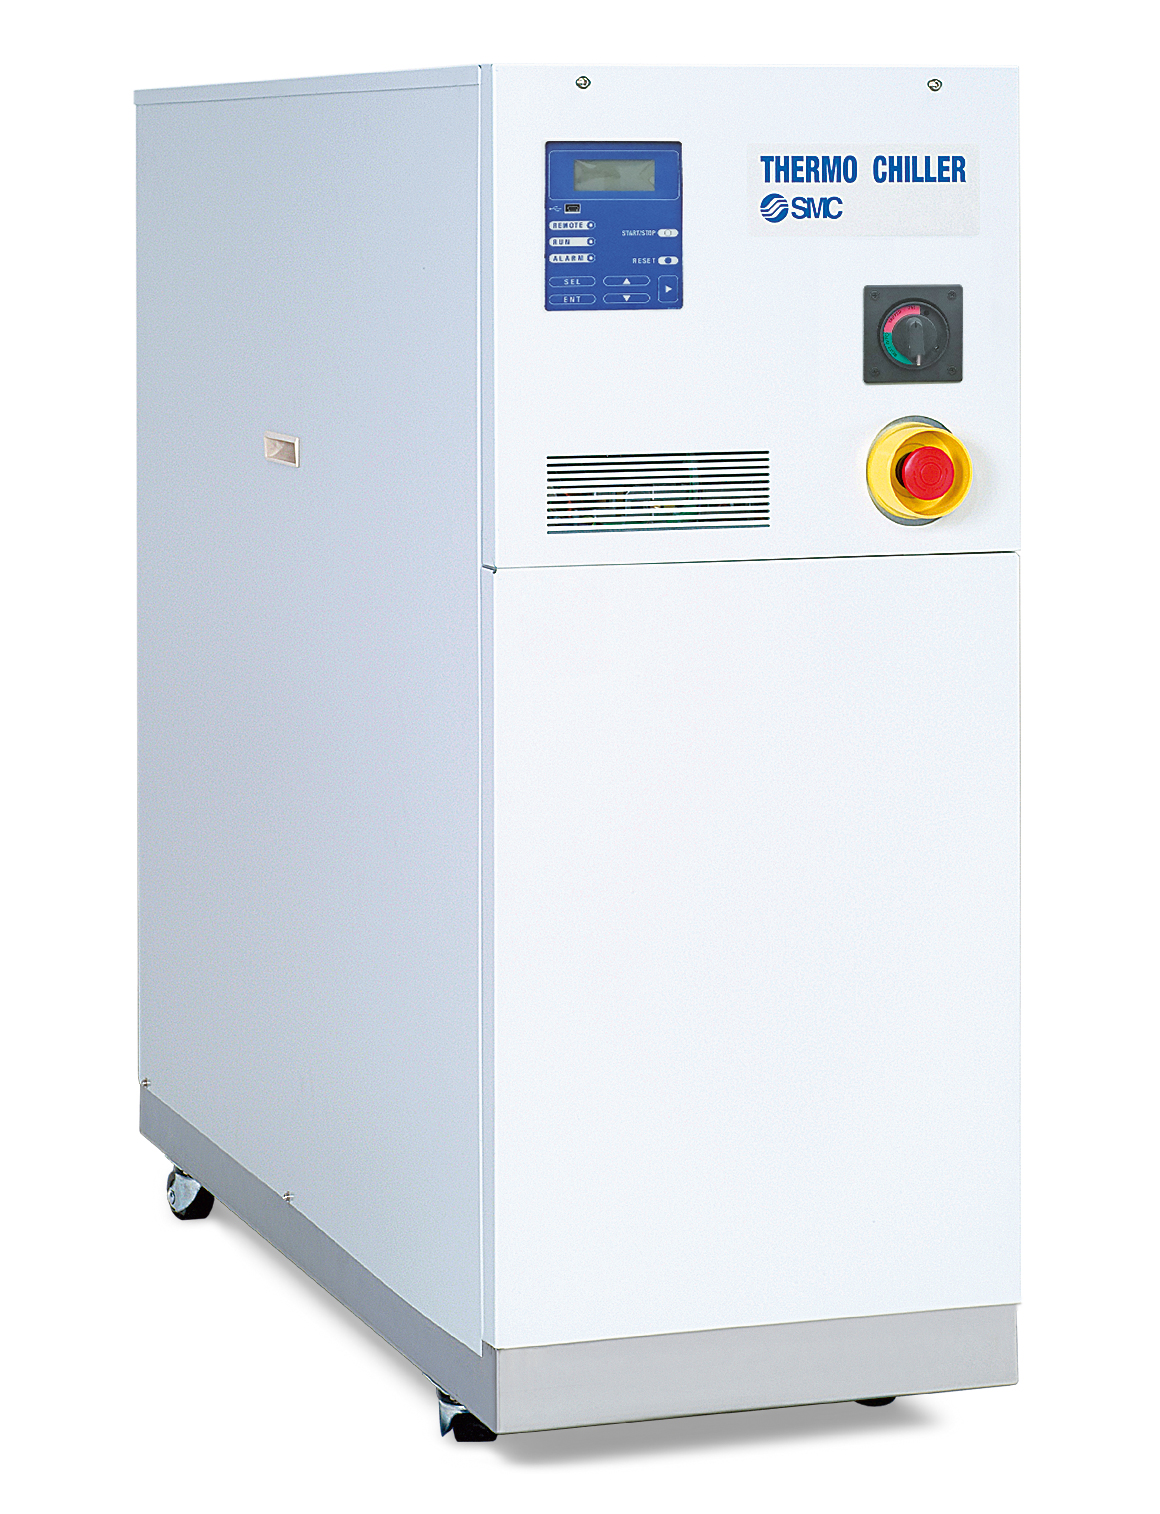 THERMO CHILLER
SMC
REMOTE
START/STOP
RUN
RESET
ALARM
SEL
ENT